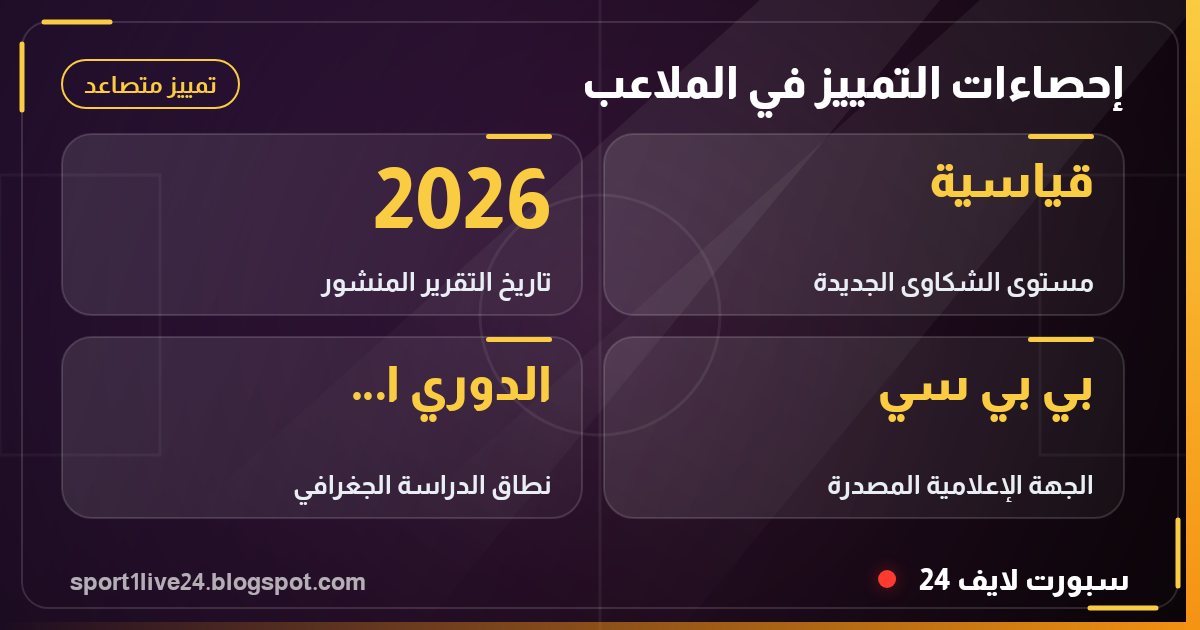 إحصاءات التمييز في الملاعب
تمييز متصاعد
قياسية
مستوى الشكاوى الجديدة
2026
تاريخ التقرير المنشور
بي بي سي
الجهة الإعلامية المصدرة
الدوري ا...
نطاق الدراسة الجغرافي
سبورت لايف 24
sport1live24.blogspot.com